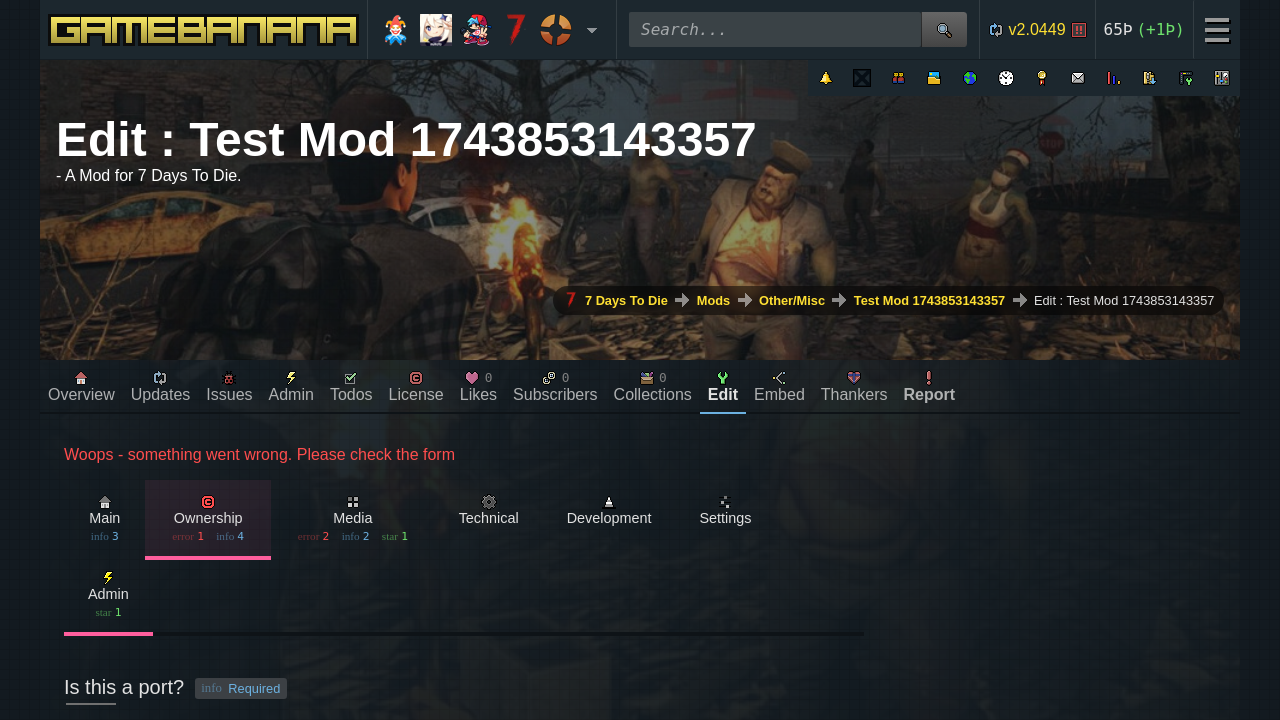 GAMEBANANA
Search...
v2.0449
65Þ (+1Þ)
Edit : Test Mod 1743853143357
- A Mod for 7 Days To Die.
7 Days To Die Mods Other/Misc Test Mod 1743853143357 Edit : Test Mod 1743853143357
0 0 0
Overview Updates Issues Admin Todos License Likes Subscribers Collections Edit Embed Thankers Report
Woops - something went wrong. Please check the form
Main Ownership Media Technical Development Settings
info 3 error 1 info 4 error 2 info 2 star 1
Admin
star 1
Is this a port? info Required